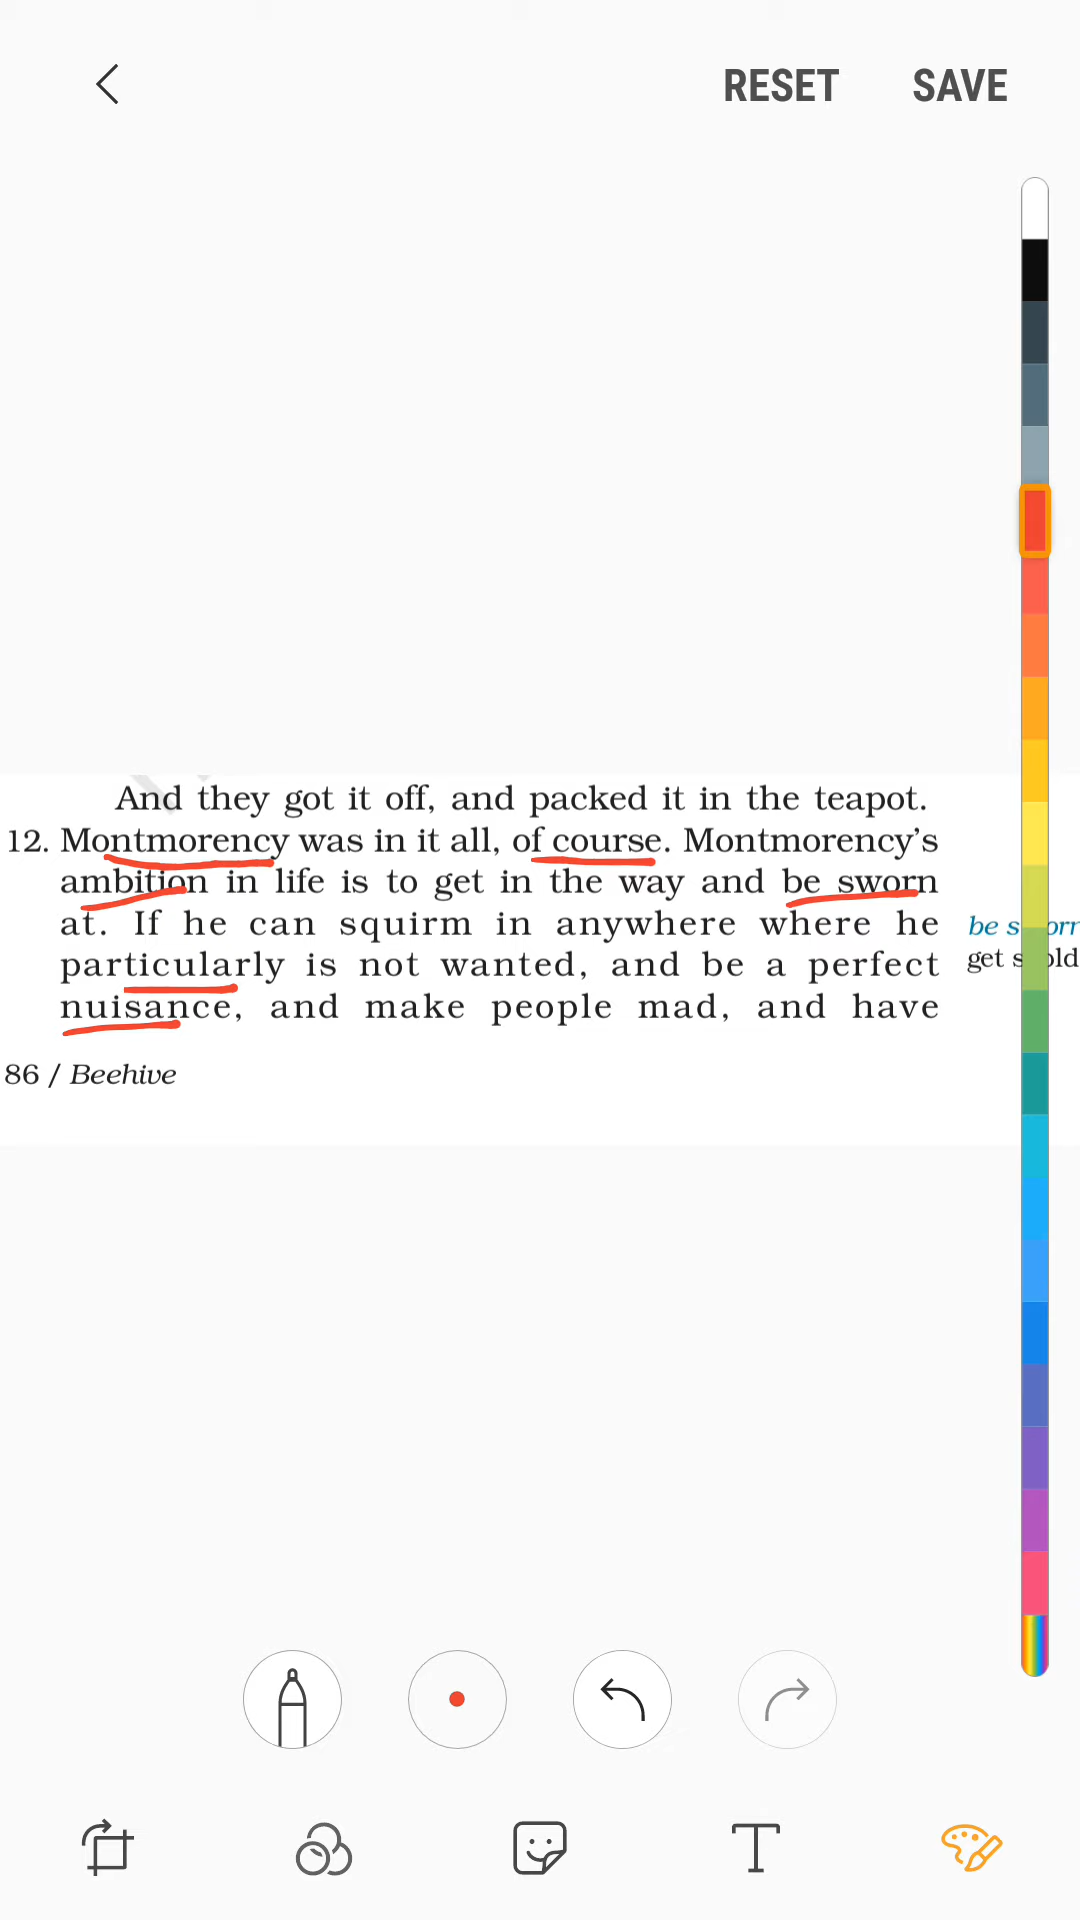 RESET SAVE
And they got it off, and packed it in the teapot.
12. Montmorency was in it all, of course. Montmorency's
ambition in life is to get in the way and be sworn
at. If he can squirm in anywhere where he
particularly is not wanted, and be a perfect
nuisance, and make people mad, and have
be
get
86 / Beehive